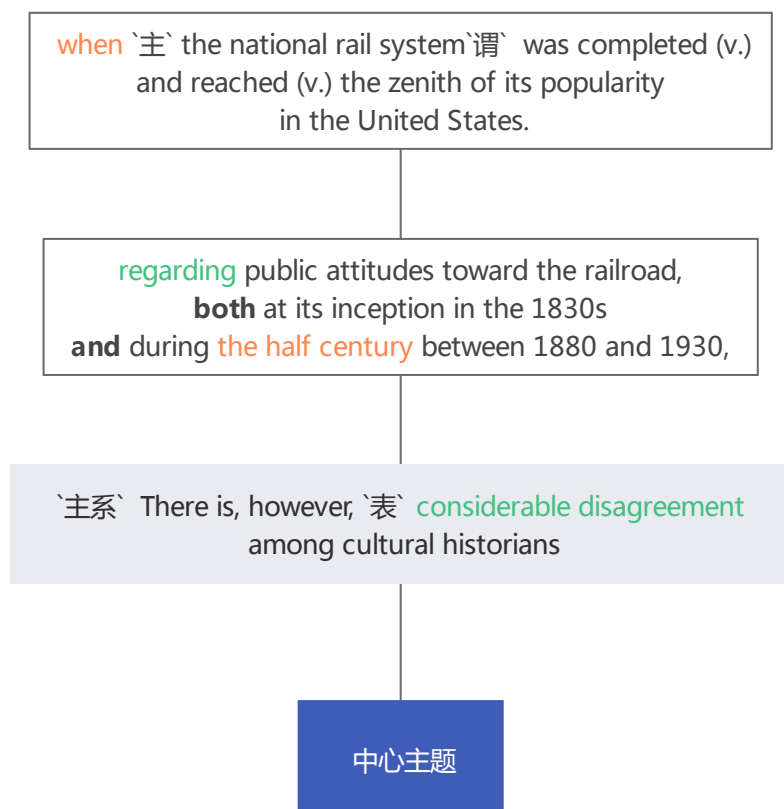 when `主` the national rail system`谓` was completed (v.)
and reached (v.) the zenith of its popularity
in the United States.
regarding public attitudes toward the railroad,
both at its inception in the 1830s
and during the half century between 1880 and 1930,
`主系` There is, however, `表` considerable disagreement
among cultural historians
中心主题